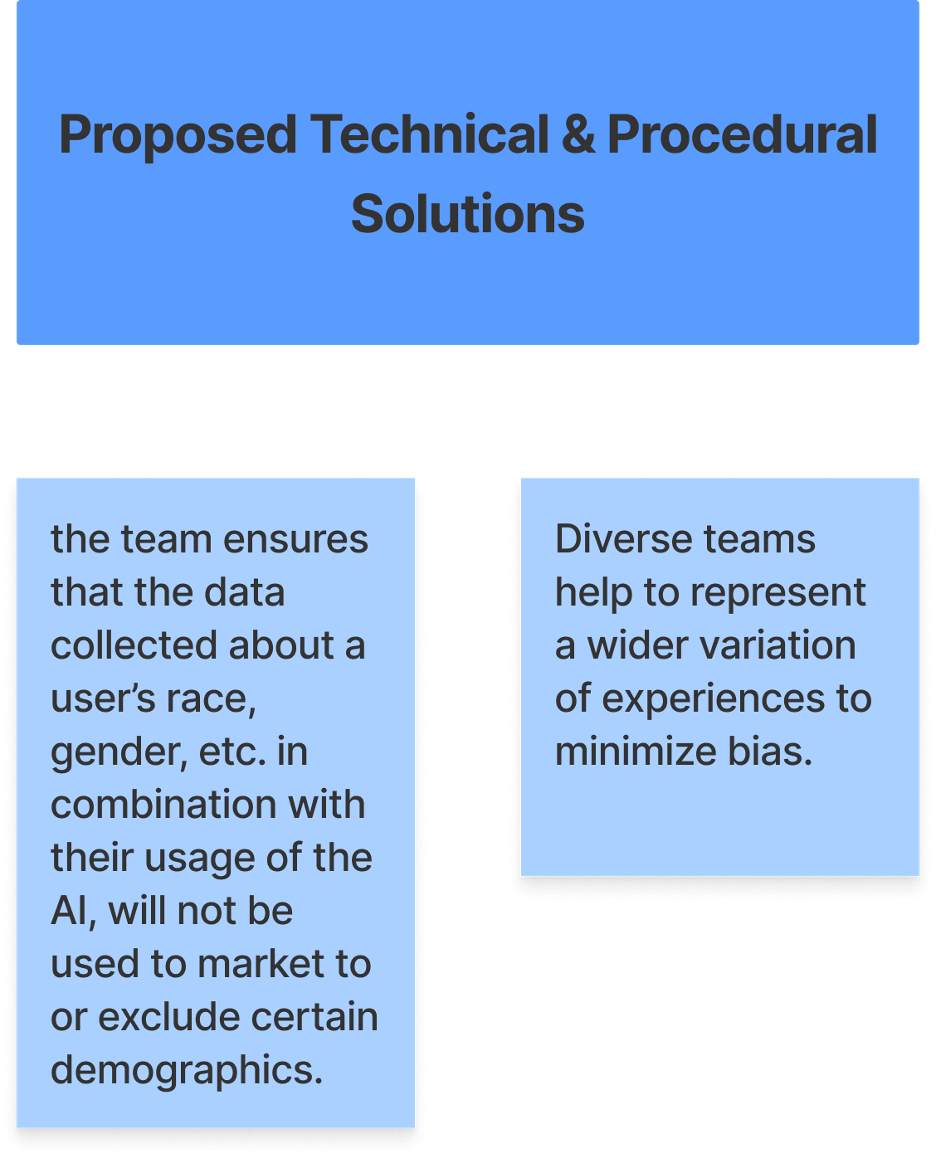 Proposed Technical & Procedural
Solutions
the team ensures
that the data
collected about a
user’s race,
gender, etc. in
combination with
their usage of the
AI, will not be
used to market to
or exclude certain
demographics.
Diverse teams
help to represent
a wider variation
of experiences to
minimize bias.